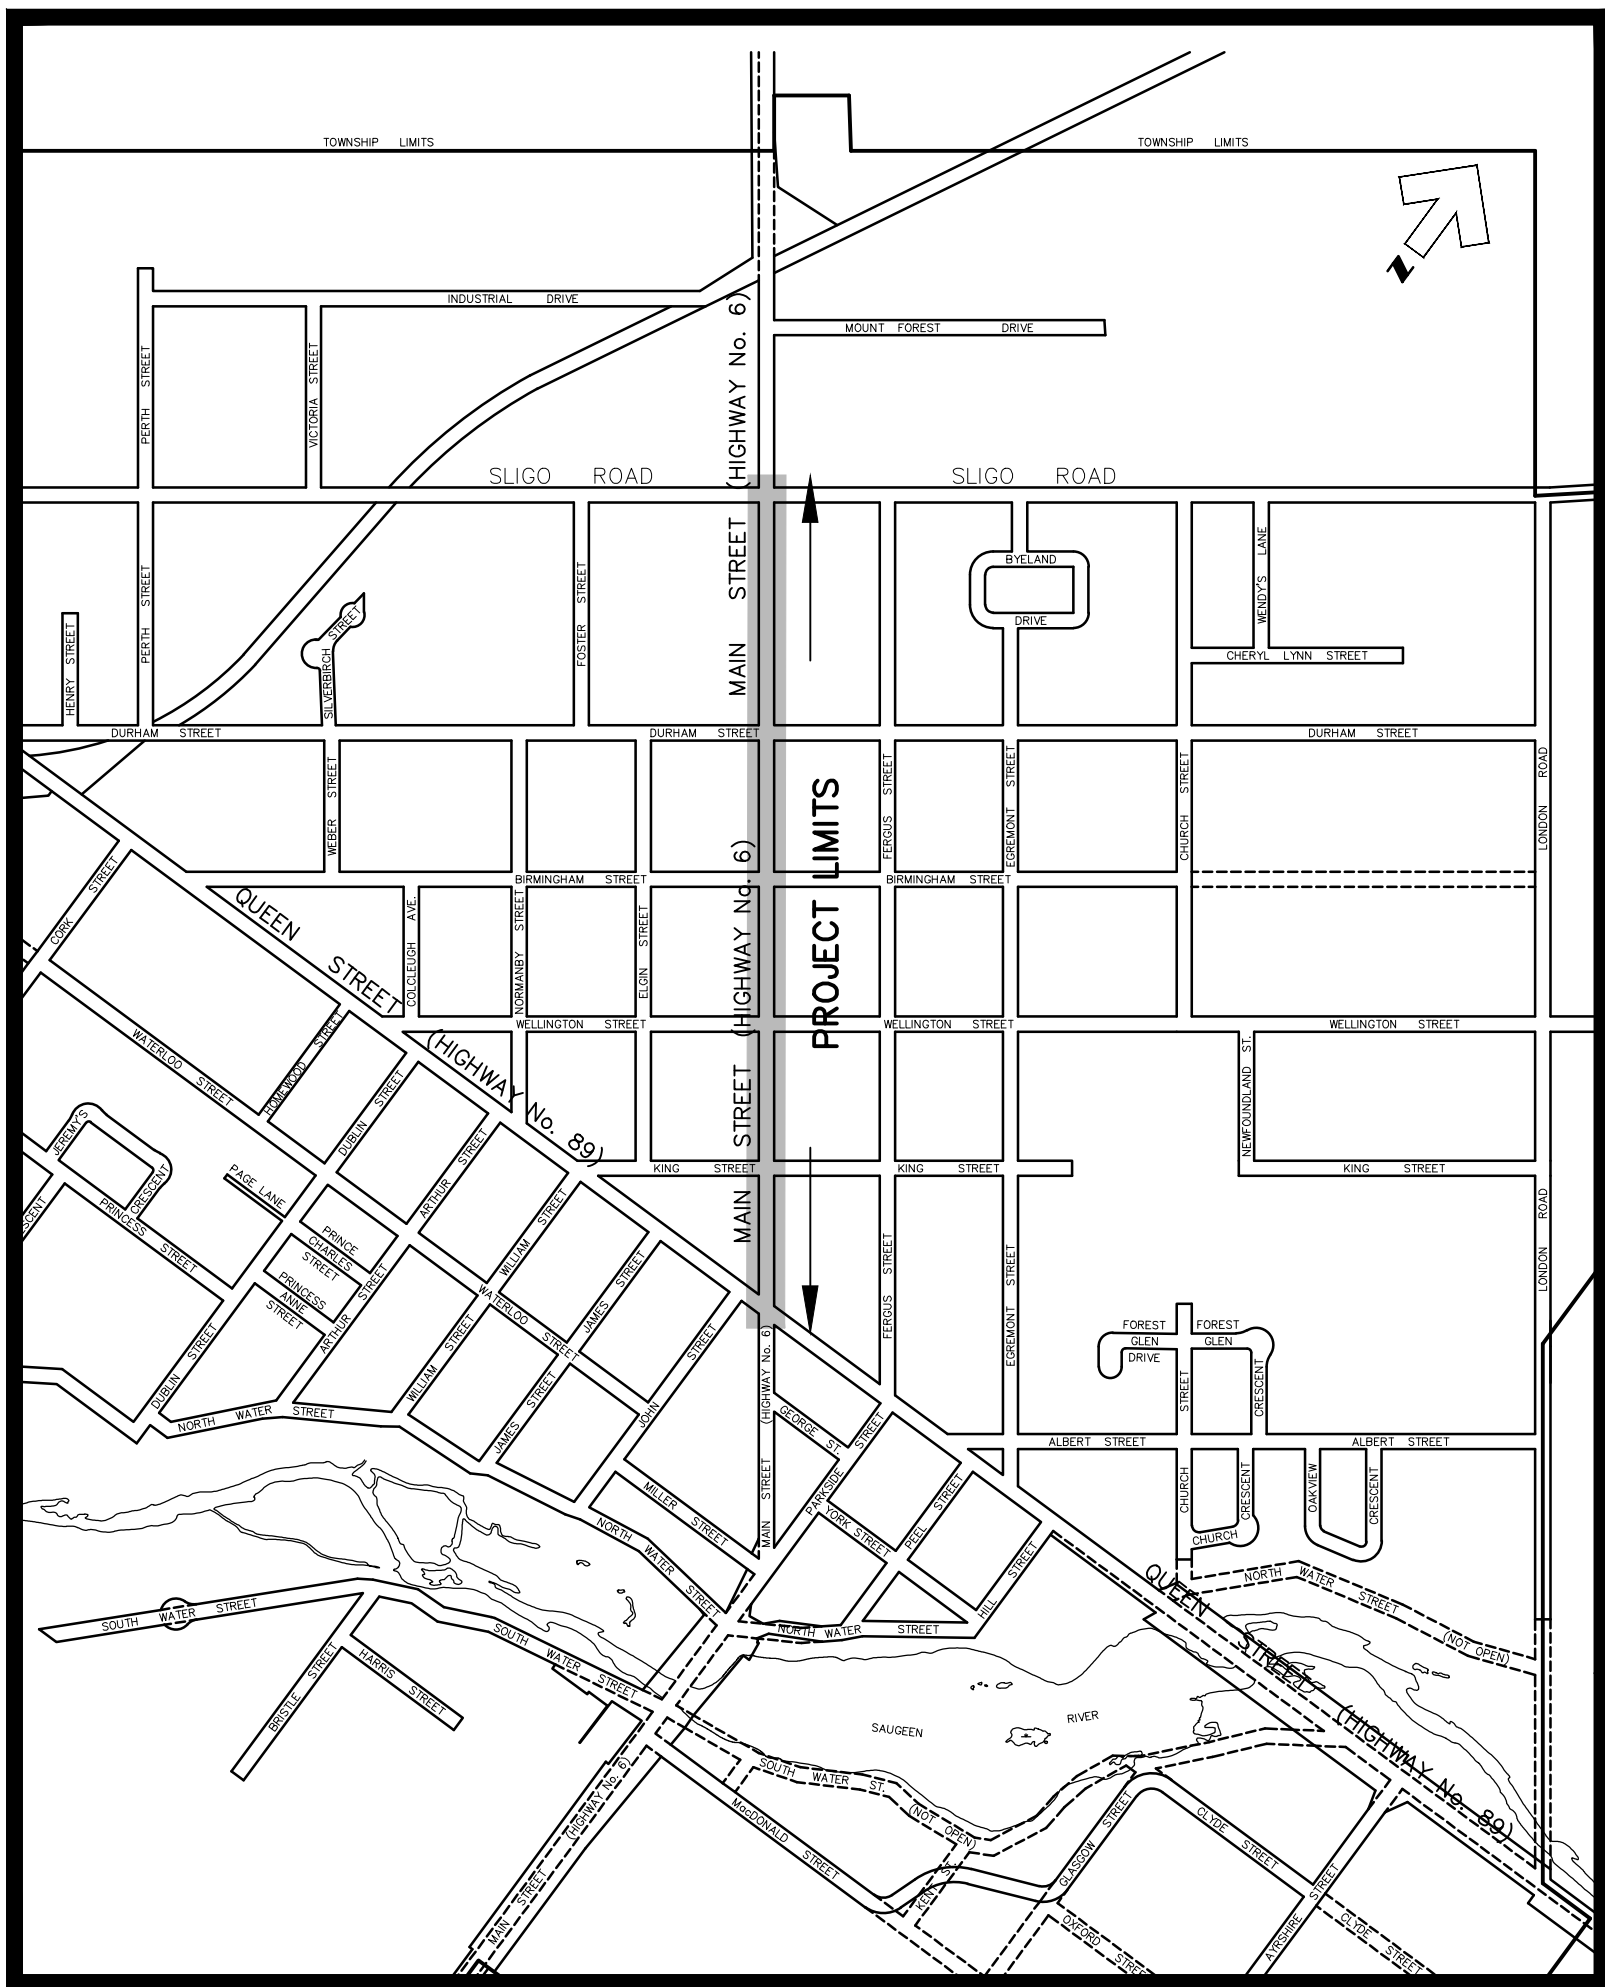 TOWNSHIP LIMITS
TOWNSHIP LIMITS
N
INDUSTRIAL DRIVE
MOUNT FOREST DRIVE
MAIN STREET (HIGHWAY No. 6)
PERTH STREET
VICTORIA STREET
SLIGO ROAD
SLIGO ROAD
HENRY STREET
PERTH STREET
SILVERBIRCH STREET
FOSTER STREET
BYELAND
DRIVE
WENDY'S LANE
CHERYL LYNN STREET
DURHAM STREET
DURHAM STREET
DURHAM STREET
WEBER STREET
PROJECT LIMITS
FERGUS STREET
EGREMONT STREET
CHURCH STREET
LONDON ROAD
BIRMINGHAM STREET
BIRMINGHAM STREET
CORK STREET
QUEEN STREET (HIGHWAY No. 89)
COLCLEUGH AVE.
NORMANBY STREET
ELGIN STREET
MAIN STREET (HIGHWAY No. 6)
WELLINGTON STREET
WELLINGTON STREET
WELLINGTON STREET
WATERLOO STREET
HOMEWOOD STREET
DUBLIN STREET
ARTHUR STREET
WILLIAM STREET
JAMES STREET
NEWFOUNDLAND ST.
KING STREET
KING STREET
KING STREET
JEREMY'S
CRESCENT
PAGE LANE
PRINCESS STREET
PRINCE
CHARLES
STREET
PRINCESS
ANNE
STREET
SCENT
DUBLIN STREET
ARTHUR STREET
WILLIAM STREET
WATERLOO STREET
JAMES STREET
JOHN STREET
MAIN STREET (HIGHWAY No. 6)
FERGUS STREET
EGREMONT STREET
LONDON ROAD
FOREST
GLEN
DRIVE
FOREST
GLEN
CRESCENT
NORTH WATER STREET
GEORGE ST.
PARKSIDE STREET
ALBERT STREET
ALBERT STREET
MILLER STREET
NORTH WATER STREET
YORK STREET
PEEL STREET
HILL STREET
CHURCH STREET
CHURCH
CRESCENT
OAKVIEW
CRESCENT
NORTH WATER STREET (NOT OPEN)
QUEEN STREET (HIGHWAY No. 89)
NORTH WATER STREET
SOUTH WATER STREET
SOUTH WATER STREET
BRISTLE STREET
HARRIS STREET
SAUGEEN RIVER
SOUTH WATER ST. (NOT OPEN)
MAIN STREET (HIGHWAY No. 6)
MacDONALD STREET
KENT ST.
GLASGOW STREET
CLYDE STREET
OXFORD STREE
AYRSHIRE STREET
CLYDE STREET